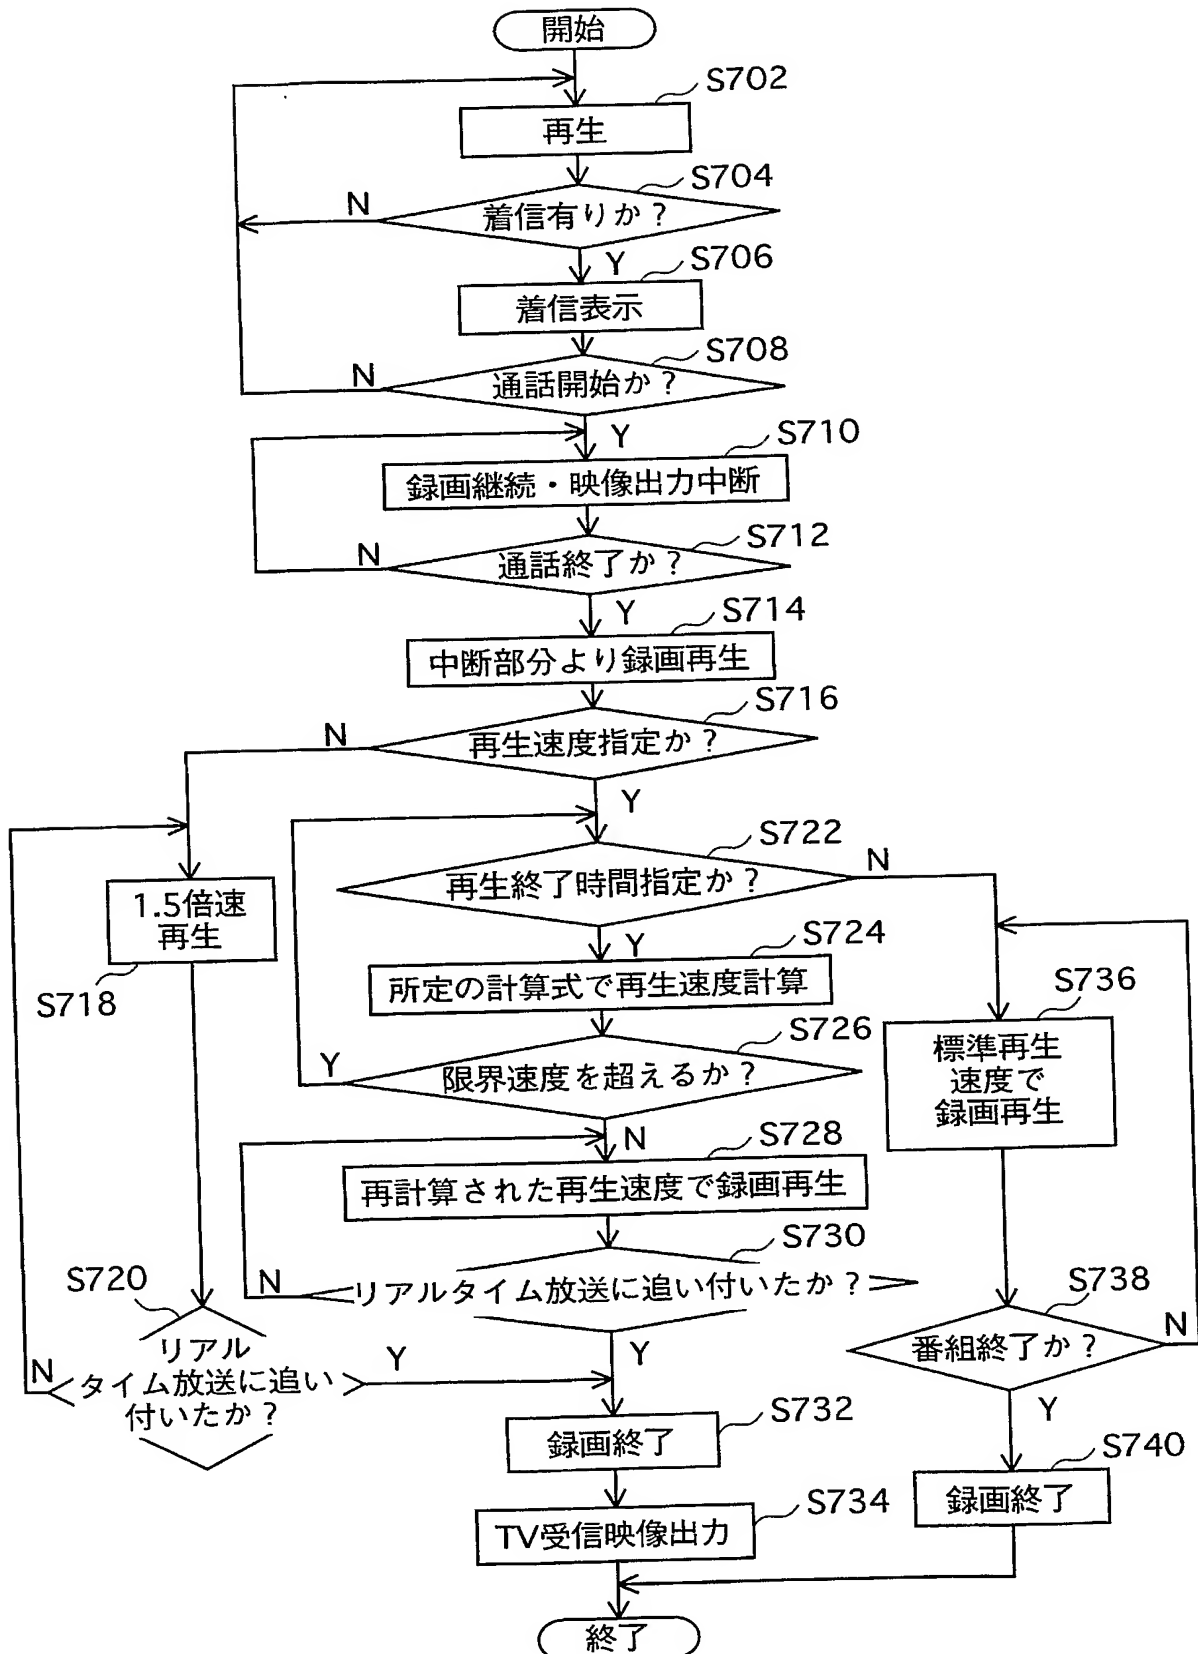 開始
S702
再生
S704
N
着信有りか？
Y
S706
着信表示
S708
N
通話開始か？
Y
S710
録画継続・映像出力中断
S712
N
通話終了か？
Y
S714
中断部分より録画再生
S716
N
再生速度指定か？
Y
S722
N
再生終了時間指定か？
1.5倍速
再生
S718
Y
S724
所定の計算式で再生速度計算
S726
Y
限界速度を超えるか？
S736
標準再生
速度で
録画再生
N
S728
再計算された再生速度で録画再生
S730
N
リアルタイム放送に追い付いたか？
Y
S720
リアル
タイム放送に追い
付いたか？
N
Y
S738
番組終了か？
N
Y
S732
録画終了
S740
録画終了
S734
TV受信映像出力
終了